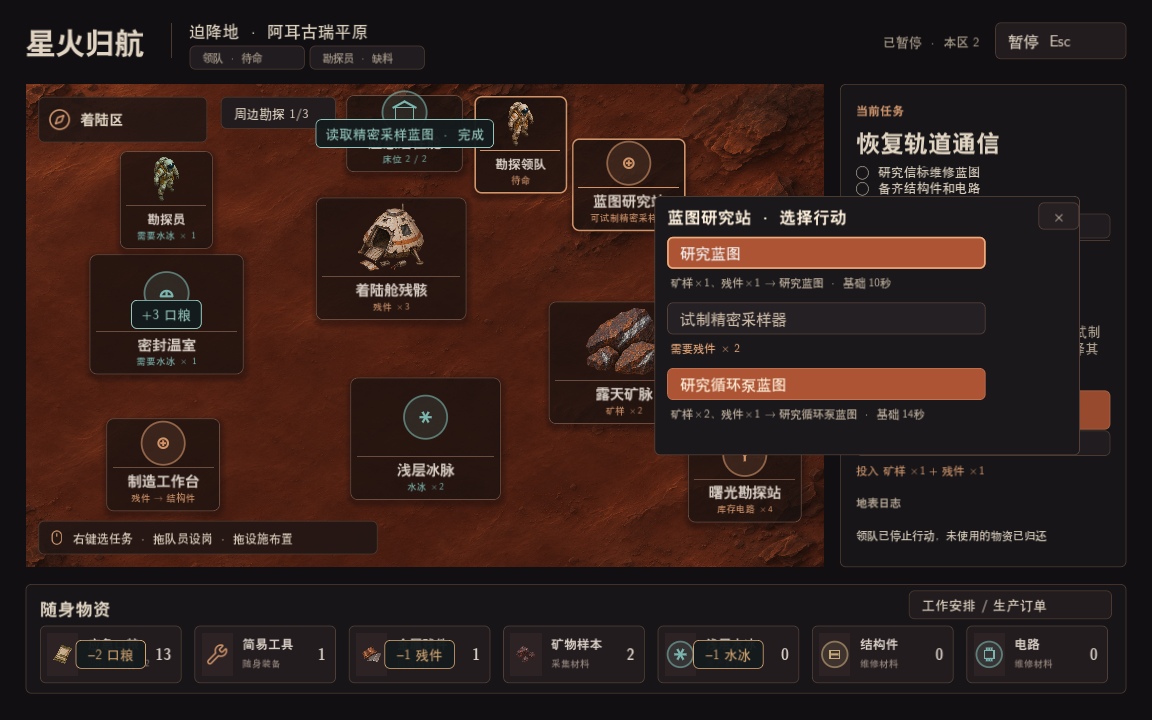 星火归航
迫降地 · 阿耳古瑞平原
领队 · 待命
勘探员 · 缺料
已暂停 · 本区 2
暂停 Esc
着陆区
周边勘探 1/3
读取精密采样蓝图 · 完成
床位 2 / 2
勘探领队
待命
蓝图研究站
可试制精密采样
勘探员
需要水冰 × 1
着陆舱残骸
残件 ×3
+3 口粮
密封温室
需要水冰 × 1
露天矿脉
矿样 ×2
浅层冰脉
水冰 ×2
制造工作台
残件 → 结构件
曙光勘探站
库存电路 ×4
右键选任务 · 拖队员设岗 · 拖设施布置
当前任务
恢复轨道通信
研究信标维修蓝图
备齐结构件和电路
蓝图研究站 · 选择行动
×
研究蓝图
矿样×1、残件×1 → 研究蓝图 · 基础 10秒
试制精密采样器
需要残件 × 2
研究循环泵蓝图
矿样×2、残件×1 → 研究循环泵蓝图 · 基础 14秒
投入 矿样 ×1 + 残件 ×1
地表日志
领队已停止行动，未使用的物资已归还
随身物资
工作安排 / 生产订单
−2 口粮
13
简易工具
随身装备
1
−1 残件
1
矿物样本
采集材料
2
−1 水冰
0
结构件
维修材料
0
电路
维修材料
0